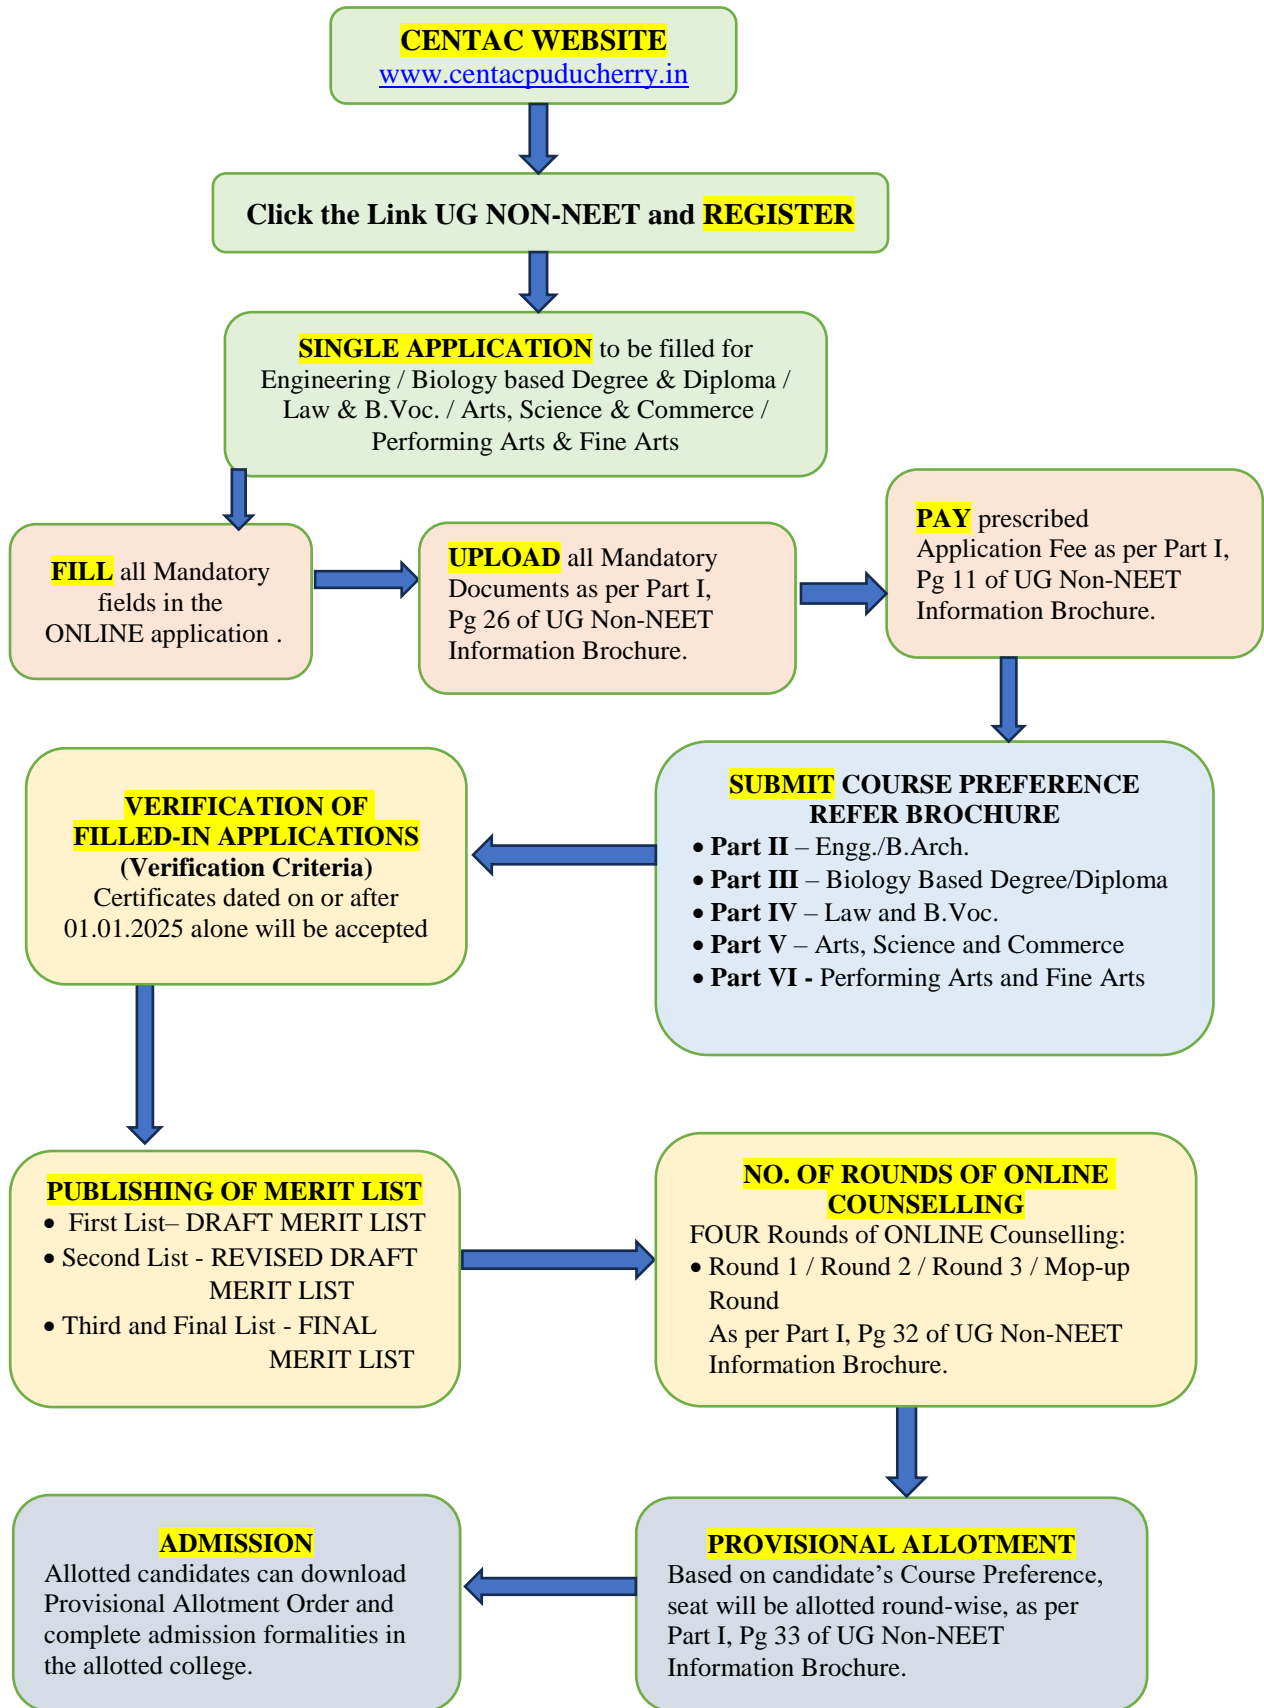 CENTAC WEBSITE
www.centacpuducherry.in
Click the Link UG NON-NEET and REGISTER
SINGLE APPLICATION to be filled for
Engineering / Biology based Degree & Diploma /
Law & B.Voc. / Arts, Science & Commerce /
Performing Arts & Fine Arts
FILL all Mandatory
fields in the
ONLINE application .
UPLOAD all Mandatory
Documents as per Part I,
Pg 26 of UG Non-NEET
Information Brochure.
PAY prescribed
Application Fee as per Part I,
Pg 11 of UG Non-NEET
Information Brochure.
SUBMIT COURSE PREFERENCE
REFER BROCHURE
• Part II – Engg./B.Arch.
• Part III – Biology Based Degree/Diploma
• Part IV – Law and B.Voc.
• Part V – Arts, Science and Commerce
• Part VI - Performing Arts and Fine Arts
VERIFICATION OF
FILLED-IN APPLICATIONS
(Verification Criteria)
Certificates dated on or after
01.01.2025 alone will be accepted
PUBLISHING OF MERIT LIST
• First List– DRAFT MERIT LIST
• Second List - REVISED DRAFT
MERIT LIST
• Third and Final List - FINAL
MERIT LIST
NO. OF ROUNDS OF ONLINE
COUNSELLING
FOUR Rounds of ONLINE Counselling:
• Round 1 / Round 2 / Round 3 / Mop-up
Round
As per Part I, Pg 32 of UG Non-NEET
Information Brochure.
PROVISIONAL ALLOTMENT
Based on candidate’s Course Preference,
seat will be allotted round-wise, as per
Part I, Pg 33 of UG Non-NEET
Information Brochure.
ADMISSION
Allotted candidates can download
Provisional Allotment Order and
complete admission formalities in
the allotted college.